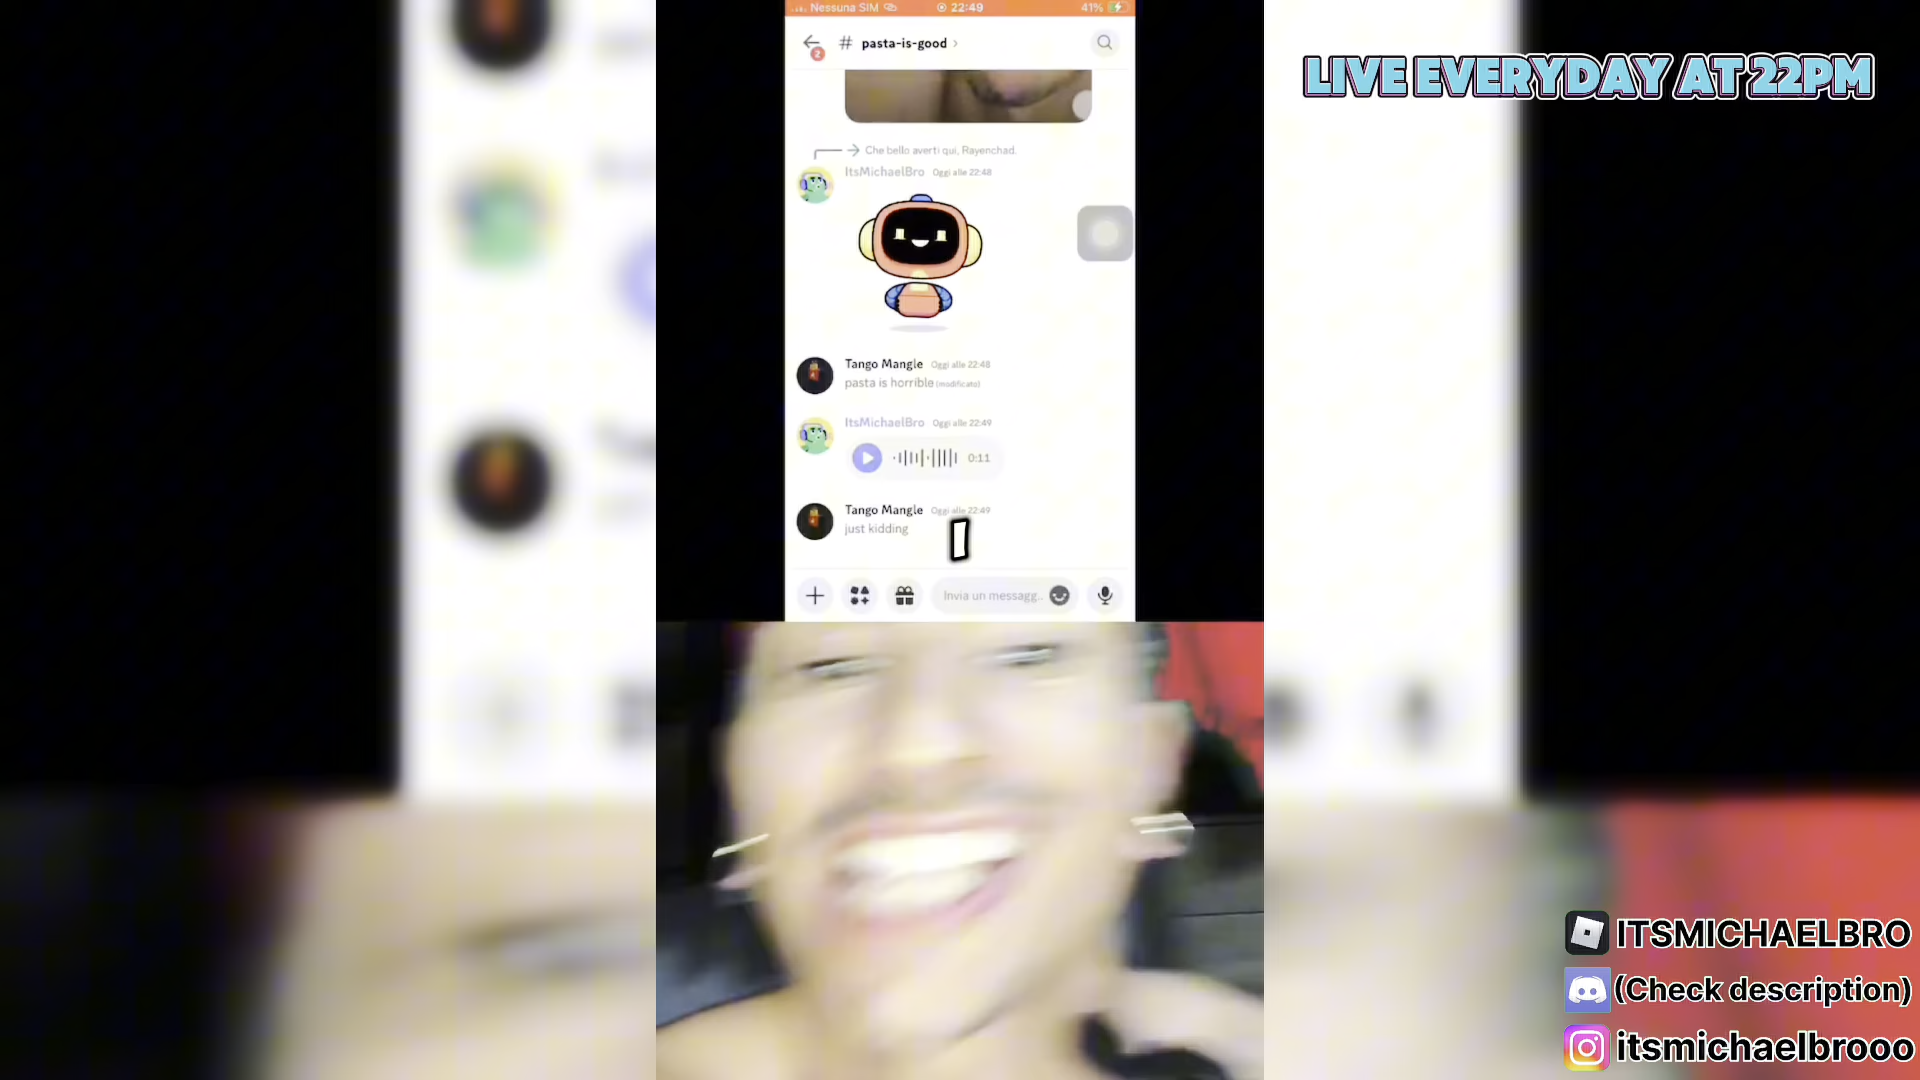 Nessuna SIM
22:49
41%
2
# pasta-is-good
LIVE EVERYDAY AT 22PM
Che bello averti qui, Rayenchad.
ItsMichaelBro Oggi alle 22:48
Tango Mangle Oggi alle 22:48
pasta is horrible (modificato)
ItsMichaelBro Oggi alle 22:49
0:11
Tango Mangle Oggi alle 22:49
just kidding
I
Invia un messagg..
ITSMICHAELBRO
(Check description)
itsmichaelbrooo